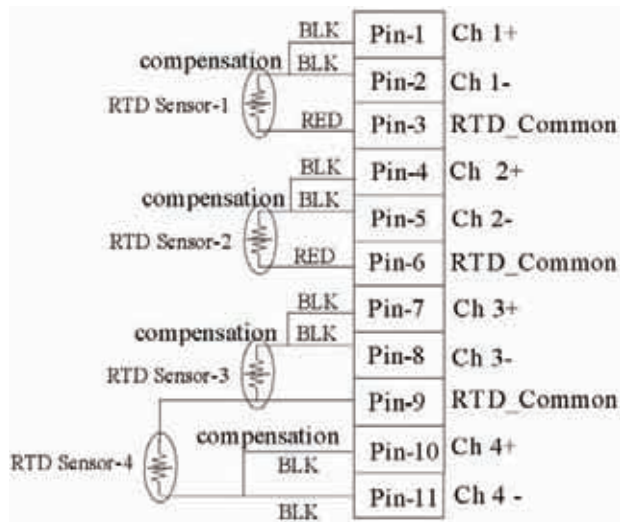 BLK Pin-1 Ch 1+
compensation BLK Pin-2 Ch 1-
RTD Sensor-1
RED Pin-3 RTD_Common
BLK Pin-4 Ch 2+
compensation BLK Pin-5 Ch 2-
RTD Sensor-2
RED Pin-6 RTD_Common
BLK Pin-7 Ch 3+
compensation BLK Pin-8 Ch 3-
RTD Sensor-3
Pin-9 RTD_Common
compensation Pin-10 Ch 4+
RTD Sensor-4 BLK
BLK Pin-11 Ch 4 -